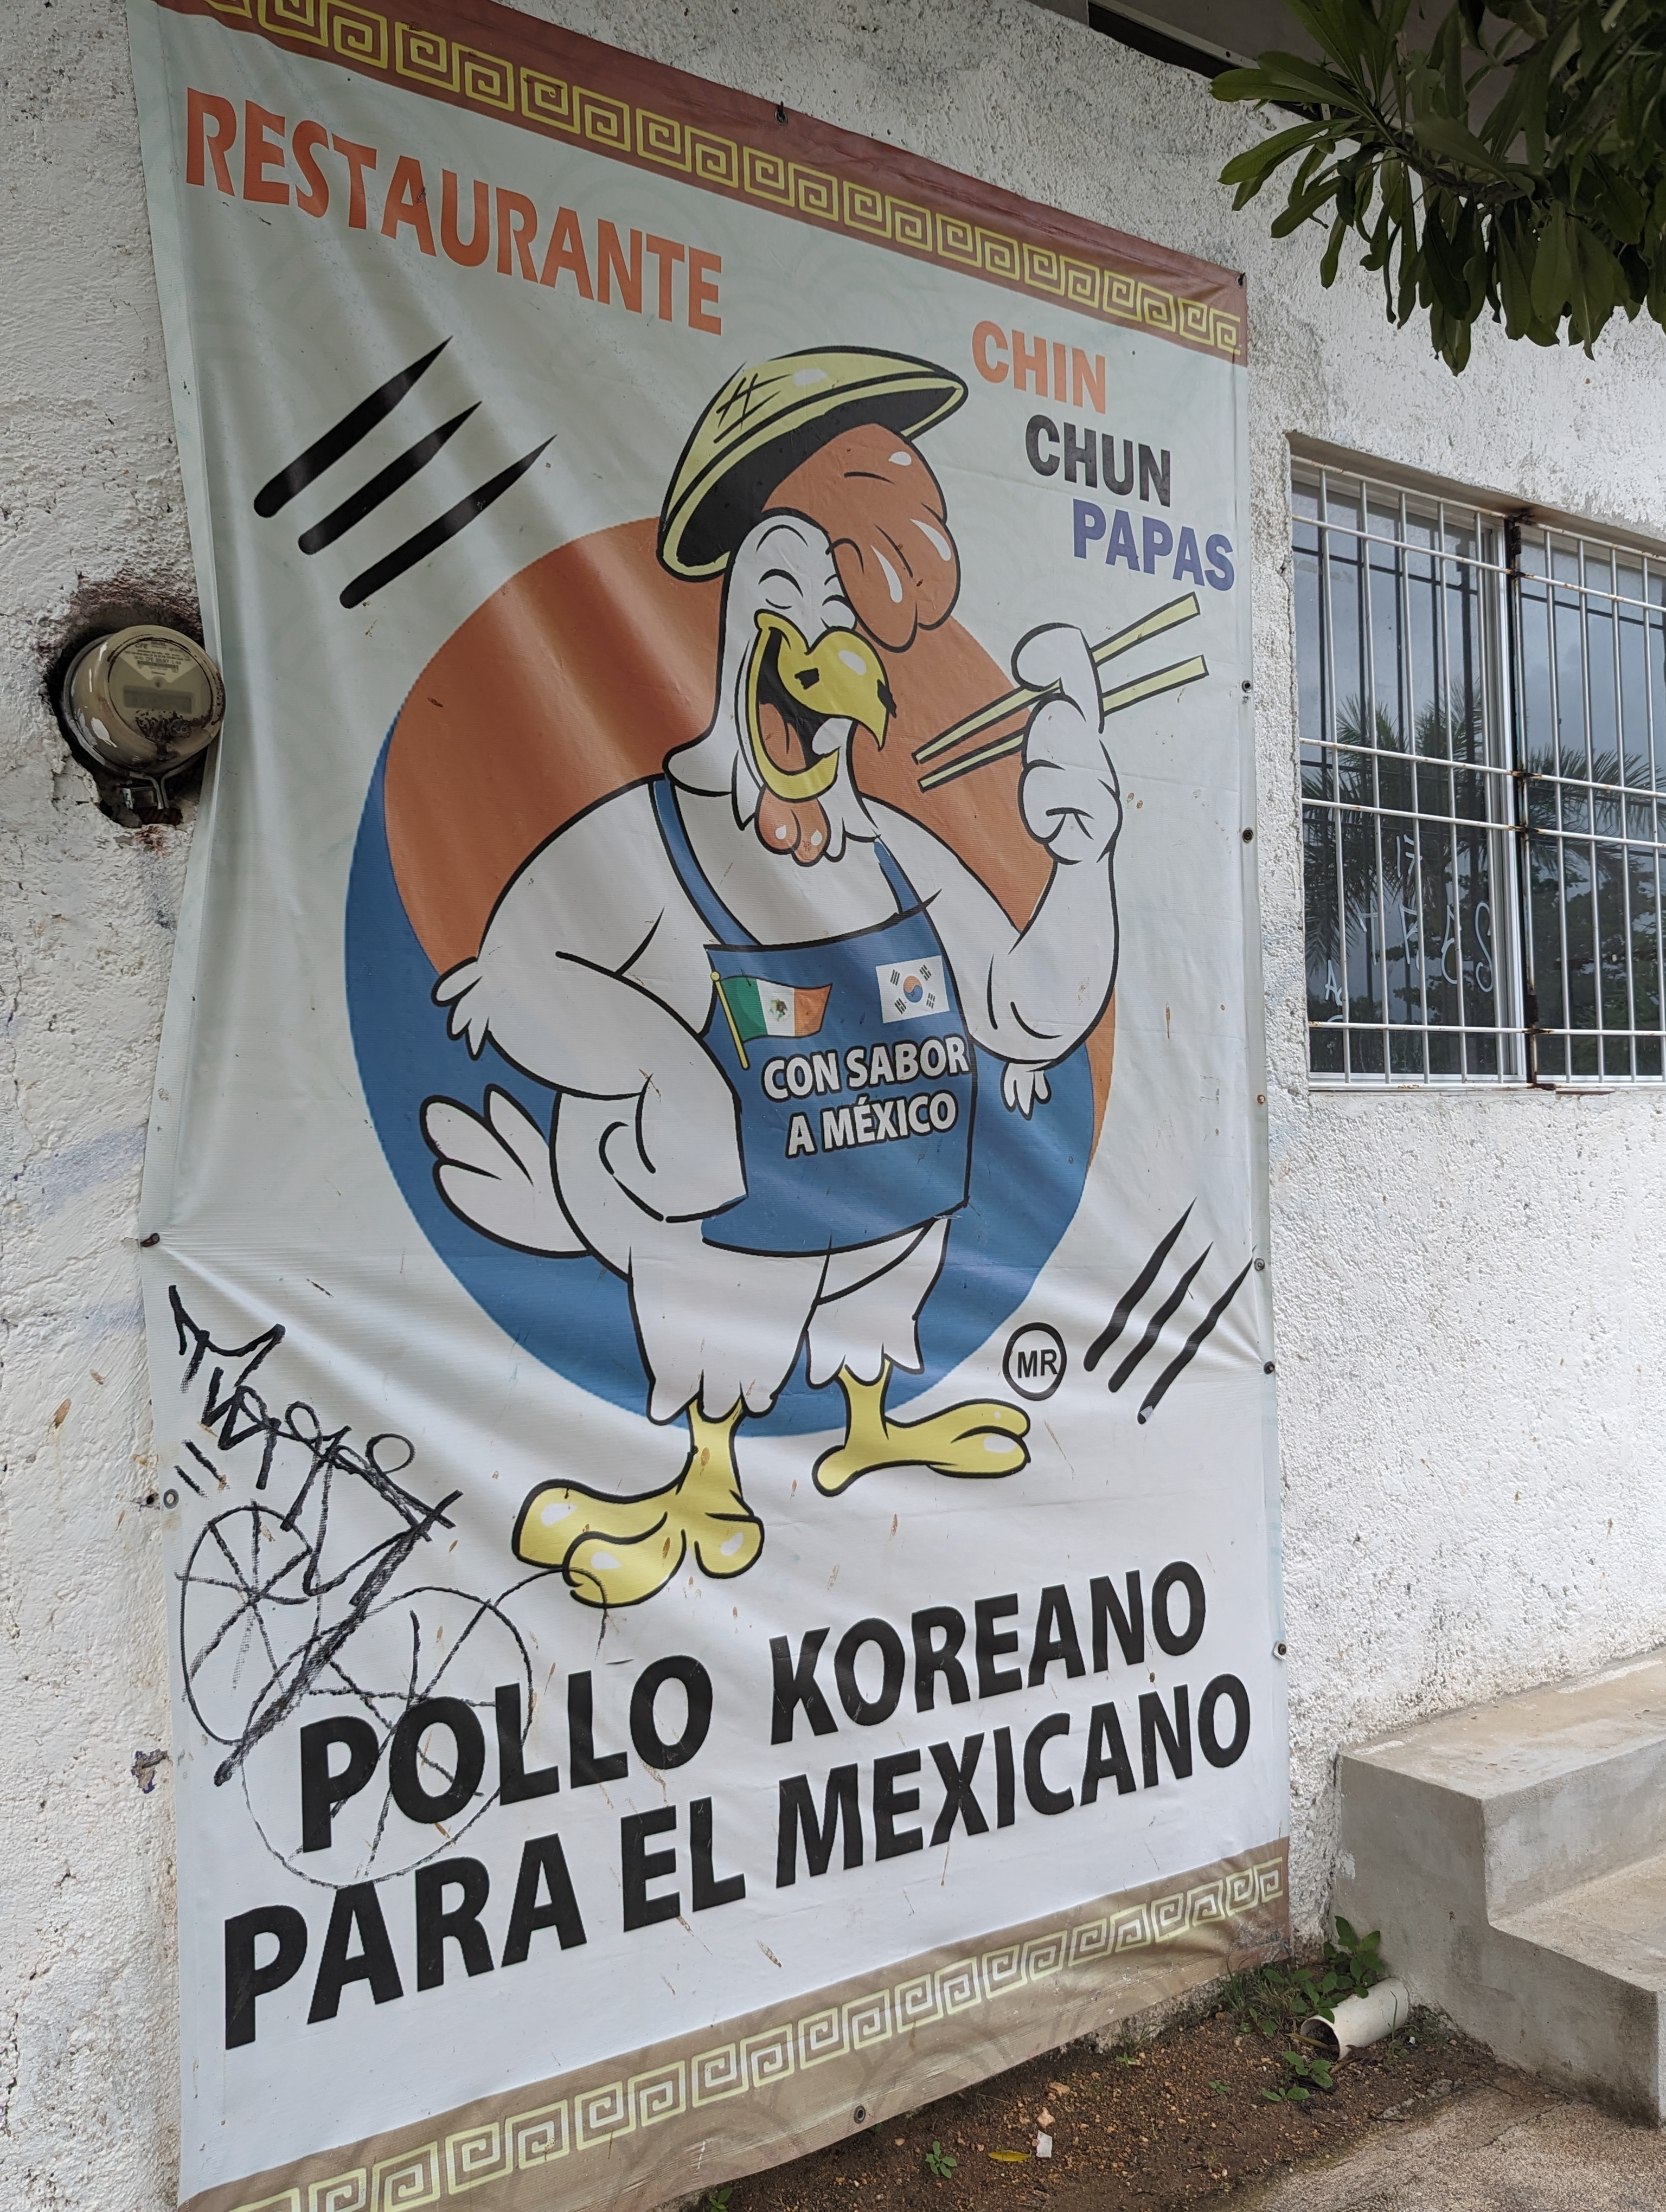 RESTAURANTE
CHIN
CHUN
PAPAS
CON SABOR
A MÉXICO
MR
POLLO KOREANO
PARA EL MEXICANO